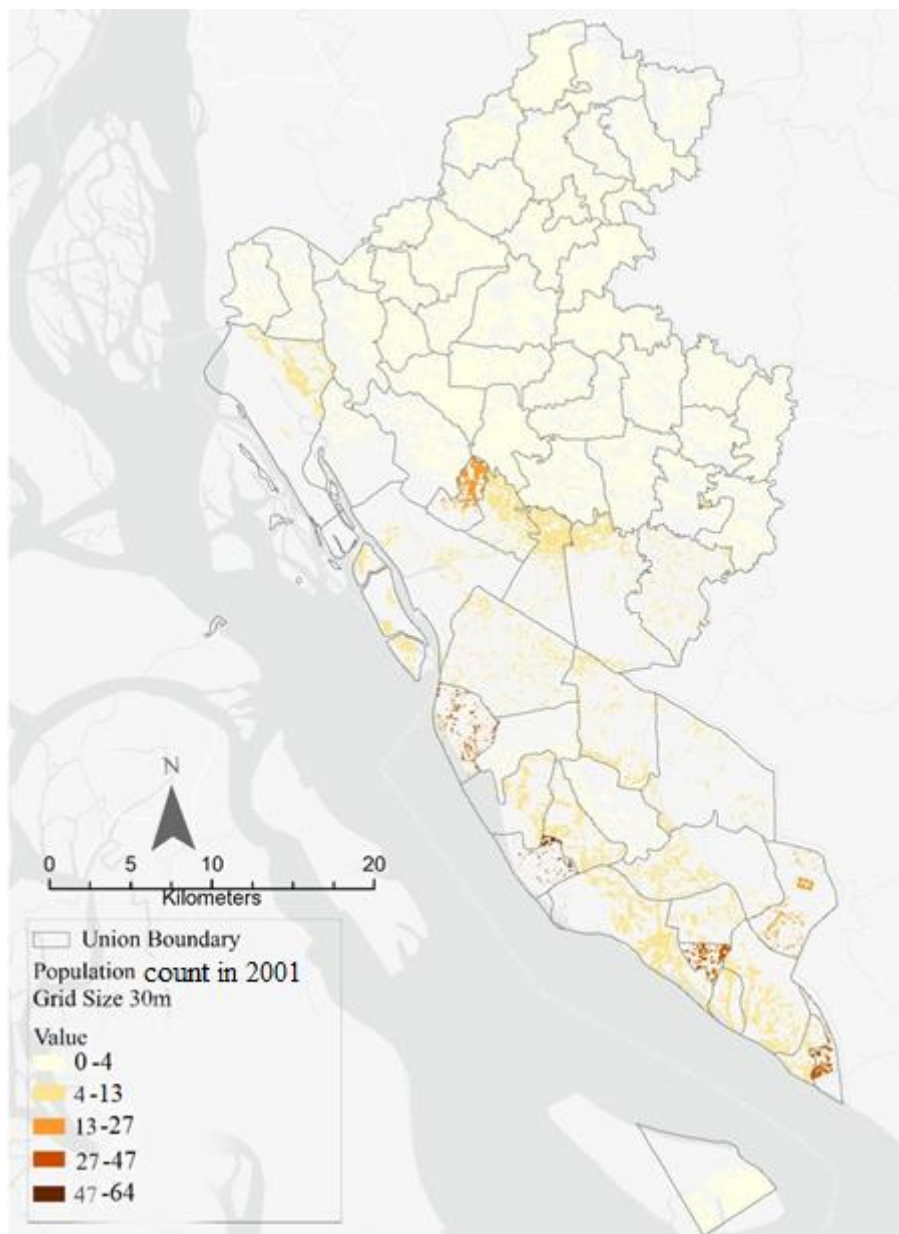 N
0 5 10 20
Kilometers
Union Boundary
Population count in 2001
Grid Size 30m
Value
0 -4
4 -13
13 -27
27 -47
47 -64